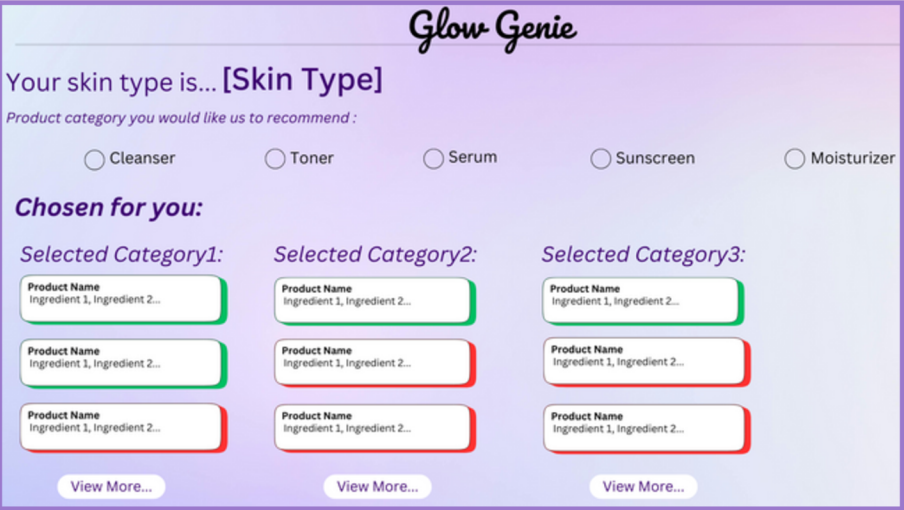 Glow Genie
Your skin type is... [Skin Type]
Product category you would like us to recommend :
Cleanser Toner Serum Sunscreen Moisturizer
Chosen for you:
Selected Category1: Selected Category2: Selected Category3:
Product Name
Ingredient 1, Ingredient 2...
Product Name
Ingredient 1, Ingredient 2...
Product Name
Ingredient 1, Ingredient 2...
Product Name
Ingredient 1, Ingredient 2...
Product Name
Ingredient 1, Ingredient 2...
Product Name
Ingredient 1, Ingredient 2...
Product Name
Ingredient 1, Ingredient 2...
Product Name
Ingredient 1, Ingredient 2...
Product Name
Ingredient 1, Ingredient 2...
View More... View More... View More...